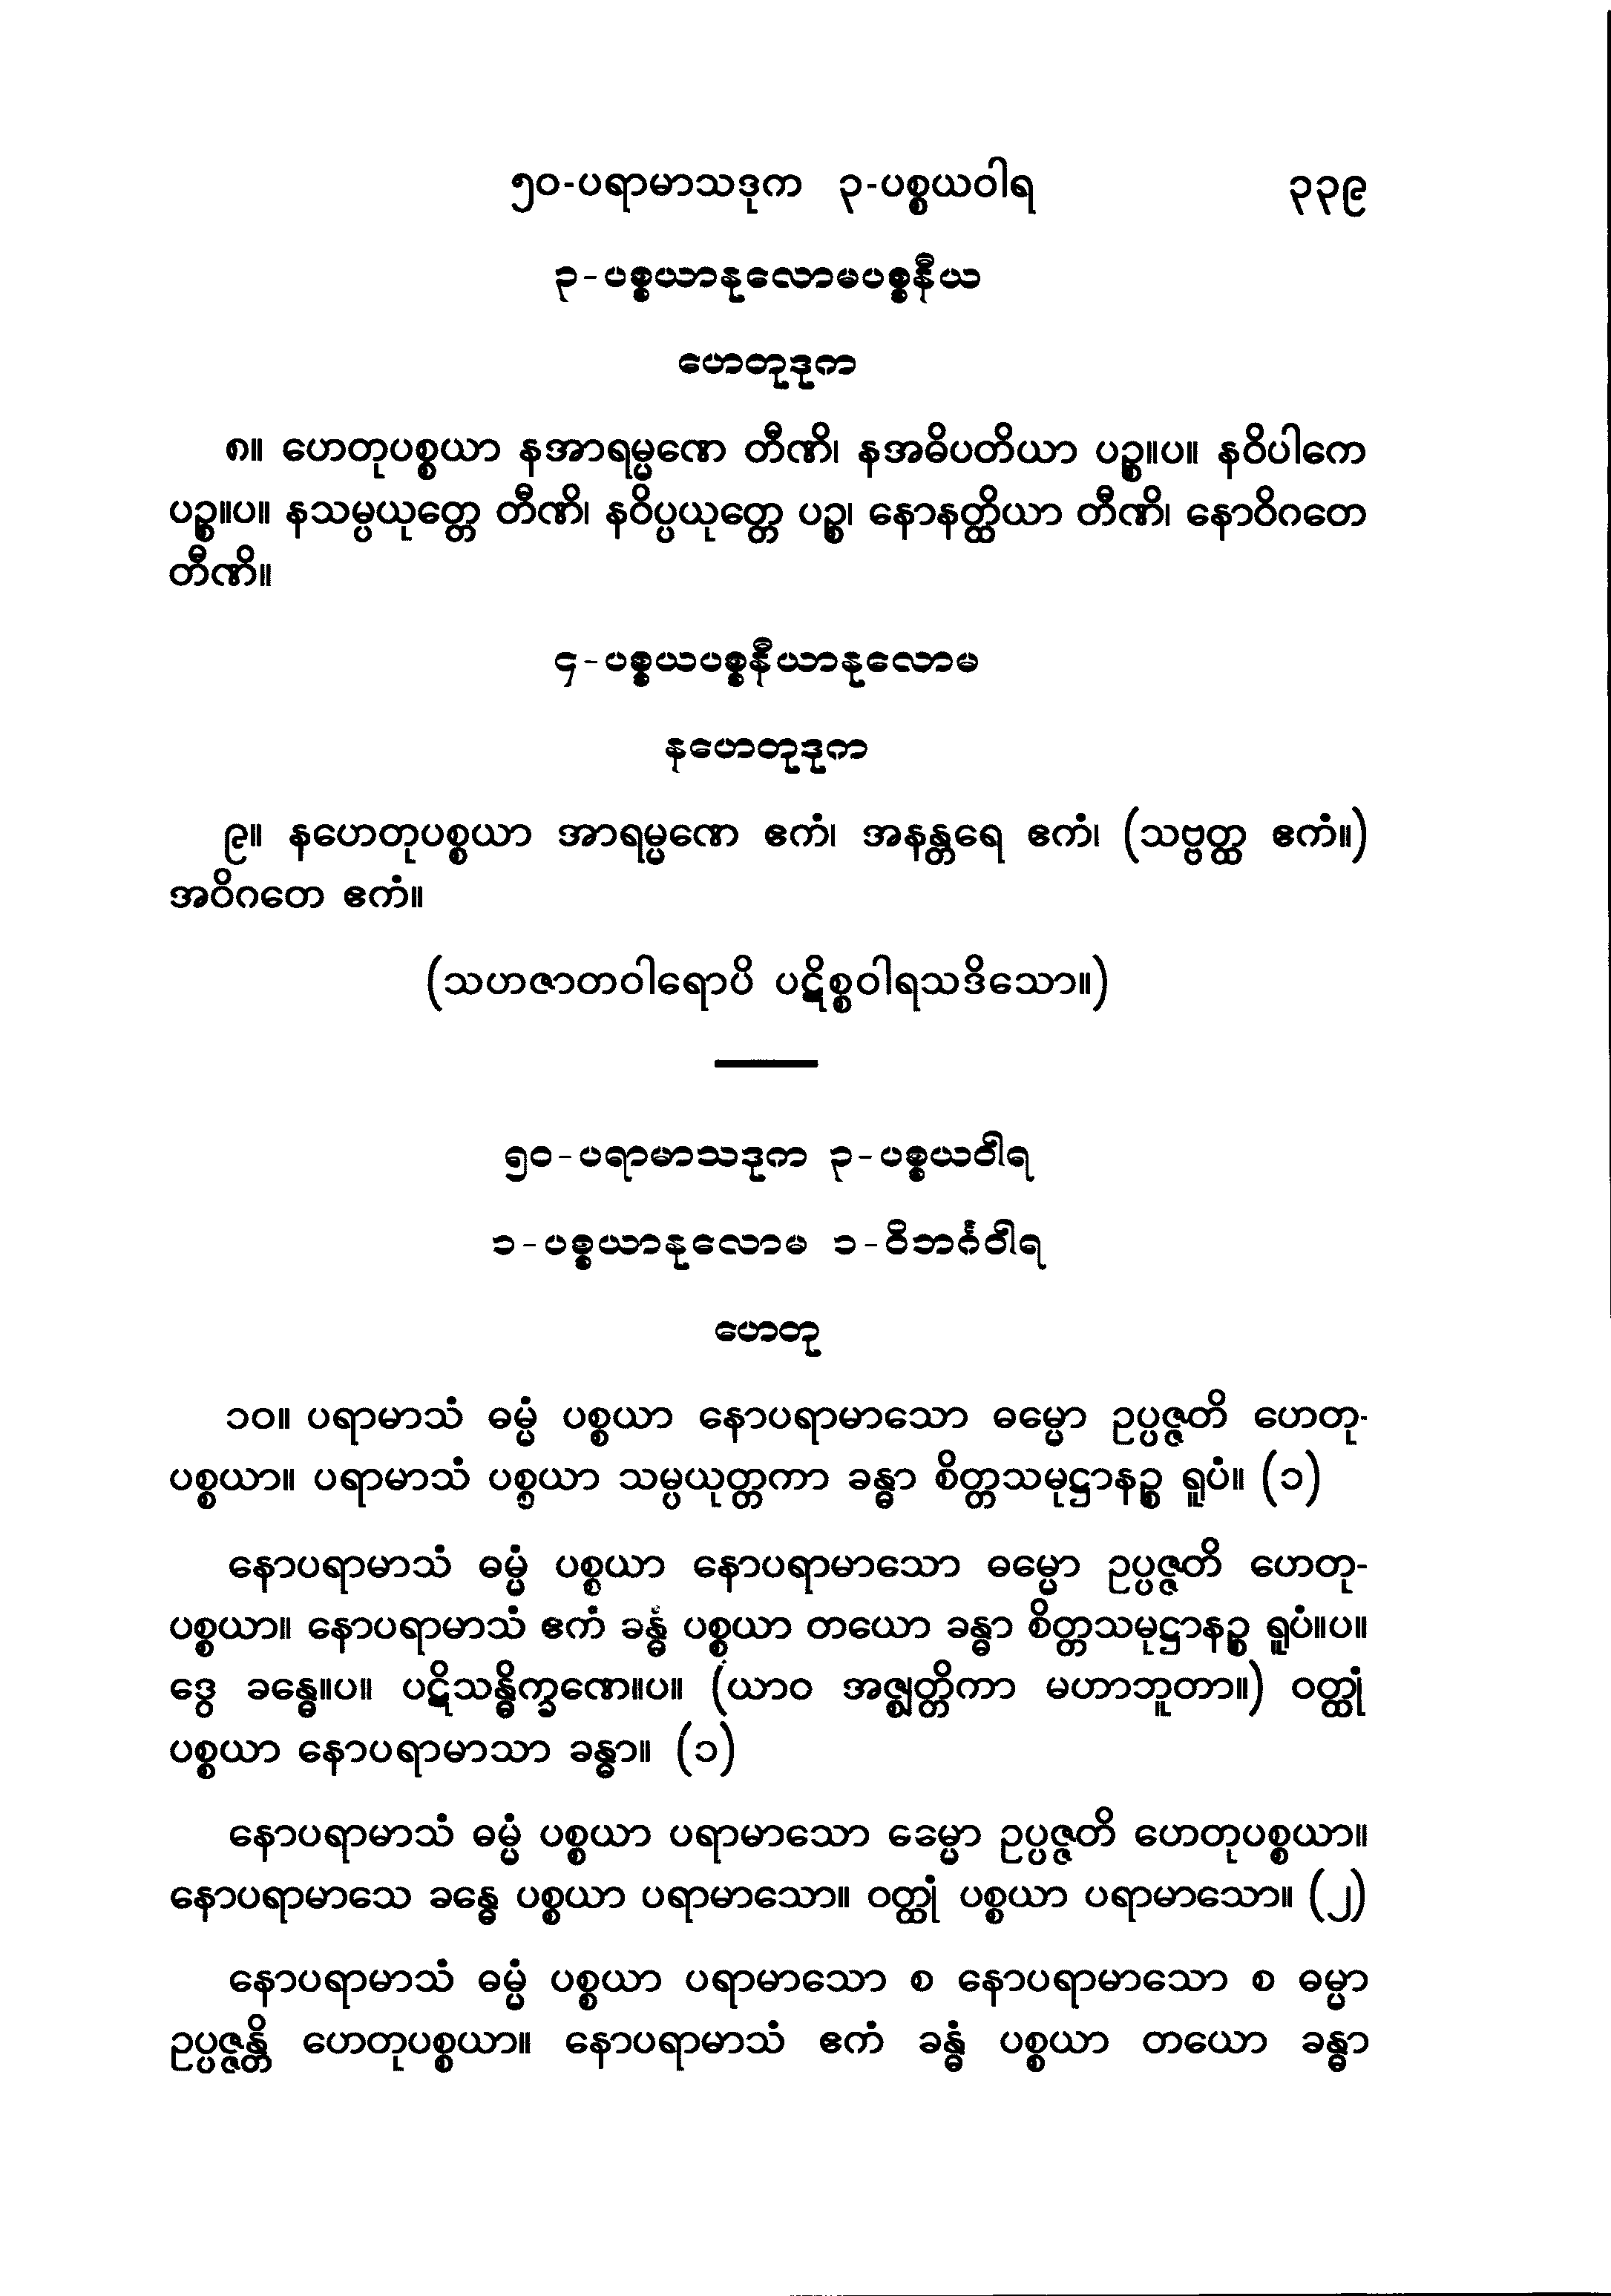 ၅၀-ပရာမာသဒုက ၃-ပစ္စယဝါရ ၃၃၉
၃-ပစ္စယာနုလောမပစ္စနီယ
ဟေတုဒုက
၈။ ဟေတုပစ္စယာ နအာရမ္မဏေ တီဏိ၊ နအဓိပတိယာ ပဉ္စ။ပ။ နဝိပါကေ
ပဉ္စ။ပ။ နသမ္ပယုတ္တေ တီဏိ၊ နဝိပ္ပယုတ္တေ ပဉ္စ၊ နောနတ္ထိယာ တီဏိ၊ နောဝိဂတေ
တီဏိ။
၄-ပစ္စယပစ္စနီယာနုလောမ
နဟေတုဒုက
၉။ နဟေတုပစ္စယာ အာရမ္မဏေ ဧကံ၊ အနန္တရေ ဧကံ၊ (သဗ္ဗတ္ထ ဧကံ။)
အဝိဂတေ ဧကံ။
(သဟဇာတဝါရောပိ ပဋိစ္စဝါရသဒိသော။)
၅၀-ပရာမာသဒုက ၃-ပစ္စယဝါရ
၁-ပစ္စယာနုလောမ ၁-ဝိဘင်္ဂဝါရ
ဟေတု
၁၀။ ပရာမာသံ ဓမ္မံ ပစ္စယာ နောပရာမာသော ဓမ္မော ဥပ္ပဇ္ဇတိ ဟေတု-
ပစ္စယာ။ ပရာမာသံ ပစ္စယာ သမ္ပယုတ္တကာ ခန္ဓာ စိတ္တသမုဋ္ဌာနဉ္စ ရူပံ။ (၁)
နောပရာမာသံ ဓမ္မံ ပစ္စယာ နောပရာမာသော ဓမ္မော ဥပ္ပဇ္ဇတိ ဟေတု-
ပစ္စယာ။ နောပရာမာသံ ဧကံ ခန္ဓံ ပစ္စယာ တယော ခန္ဓာ စိတ္တသမုဋ္ဌာနဉ္စ ရူပံ။ပ။
ဒွေ ခန္ဓေ။ပ။ ပဋိသန္ဓိက္ခဏေ။ပ။ (ယာဝ အဇ္ဈတ္တိကာ မဟာဘူတာ။) ဝတ္ထုံ
ပစ္စယာ နောပရာမာသာ ခန္ဓာ။ (၁)
နောပရာမာသံ ဓမ္မံ ပစ္စယာ ပရာမာသော ဓမ္မော ဥပ္ပဇ္ဇတိ ဟေတုပစ္စယာ။
နောပရာမာသေ ခန္ဓေ ပစ္စယာ ပရာမာသော။ ဝတ္ထုံ ပစ္စယာ ပရာမာသော။ (၂)
နောပရာမာသံ ဓမ္မံ ပစ္စယာ ပရာမာသော စ နောပရာမာသော စ ဓမ္မာ
ဥပ္ပဇ္ဇန္တိ ဟေတုပစ္စယာ။ နောပရာမာသံ ဧကံ ခန္ဓံ ပစ္စယာ တယော ခန္ဓာ